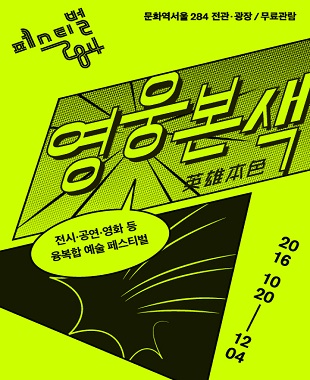 페스티벌
284
문화역서울 284 전관·광장 / 무료관람
영웅본색
英雄本色
전시·공연·영화 등
융복합 예술 페스티벌
20
16
10
20
12
04